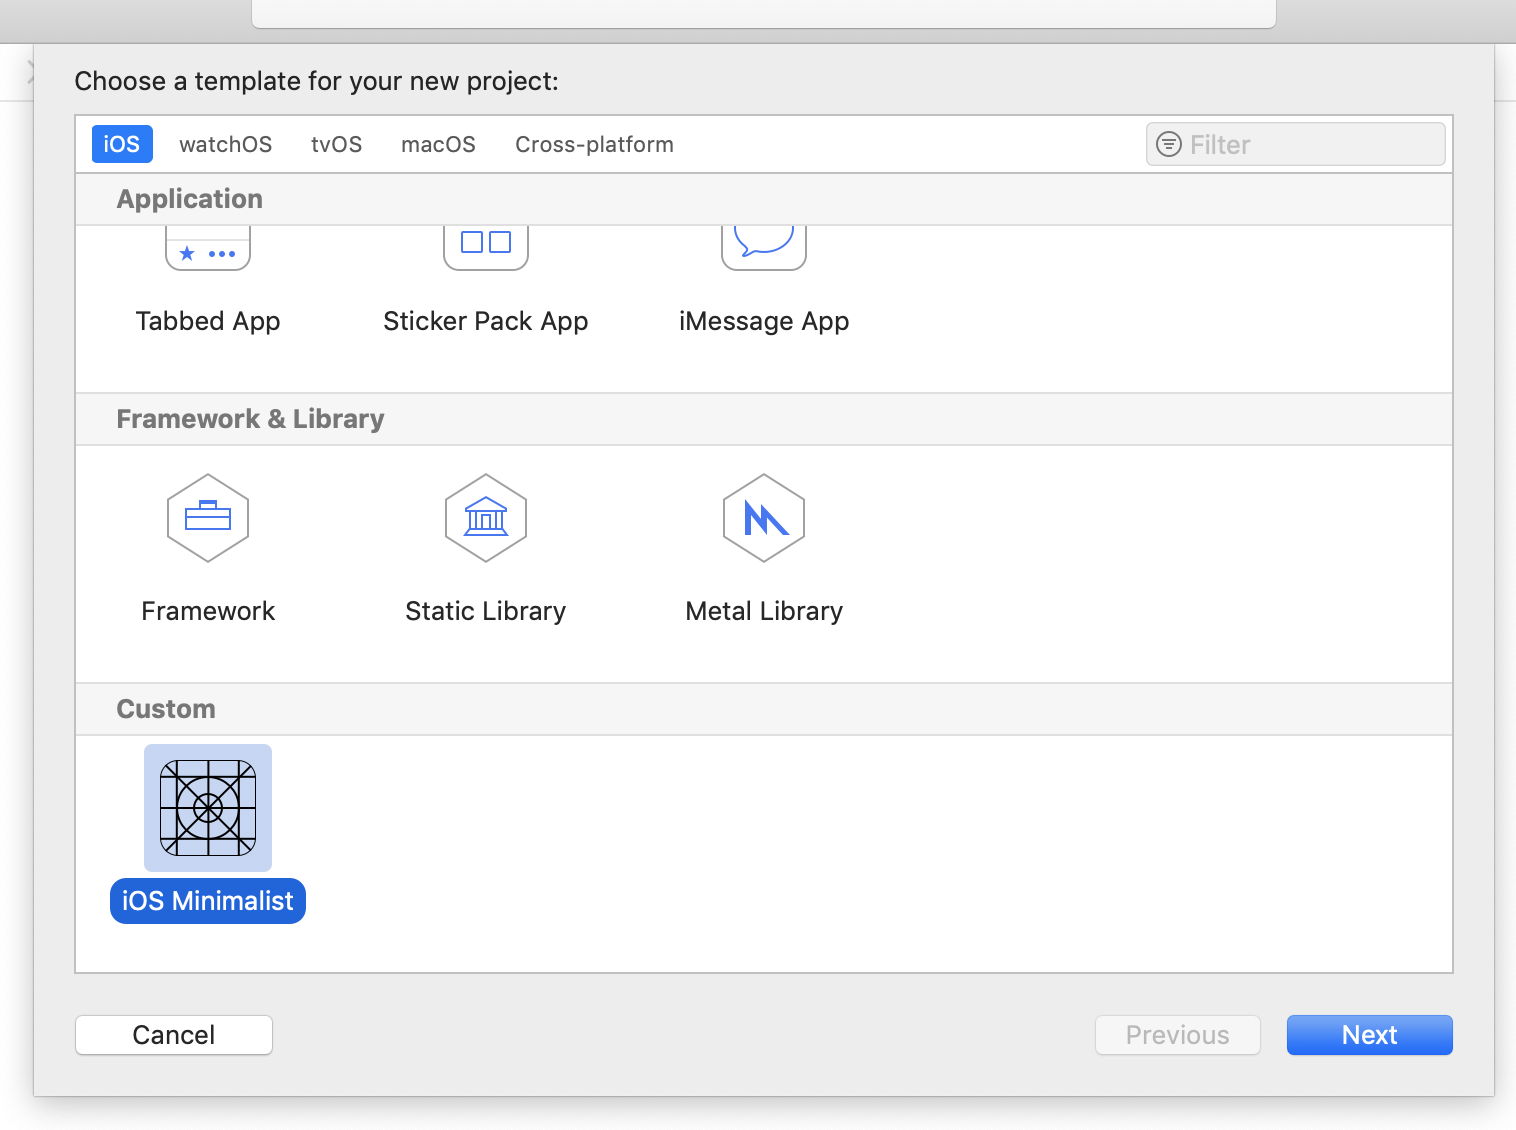 Choose a template for your new project:
iOS watchOS tvOS macOS Cross-platform Filter
Application
Tabbed App Sticker Pack App iMessage App
Framework & Library
Framework Static Library Metal Library
Custom
iOS Minimalist
Cancel Previous Next